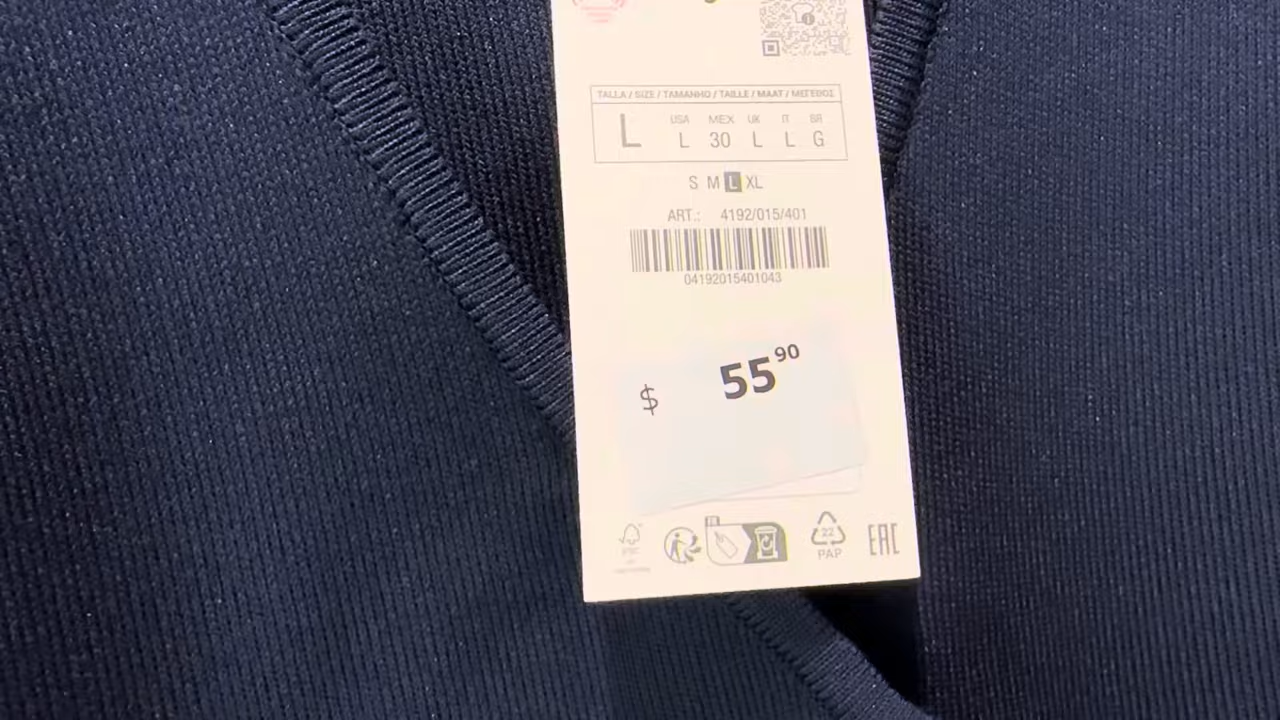 TALLA / SIZE / TAMANHO / TAILLE / MAAT / ΜΕΓΕΘΟΣ
L
USA MEX UK IT BR
L 30 L L G
S M L XL
ART.: 4192/015/401
04192015401043
$ 55 90
FR
22
PAP
EAC